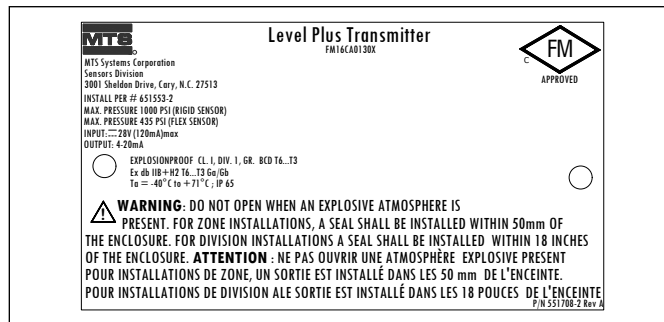 MTS
Level Plus Transmitter
FM16CA0130X
C FM
APPROVED
MTS Systems Corporation
Sensors Division
3001 Sheldon Drive, Cary, N.C. 27513
INSTALL PER # 651553-2
MAX. PRESSURE 1000 PSI (RIGID SENSOR)
MAX. PRESSURE 435 PSI (FLEX SENSOR)
INPUT: ⎓ 28V (120mA)max
OUTPUT: 4-20mA
EXPLOSIONPROOF CL. I, DIV. 1, GR. BCD T6...T3
Ex db IIB+H2 T6...T3 Ga/Gb
Ta = -40°C to +71°C ; IP 65
WARNING: DO NOT OPEN WHEN AN EXPLOSIVE ATMOSPHERE IS
PRESENT. FOR ZONE INSTALLATIONS, A SEAL SHALL BE INSTALLED WITHIN 50mm OF
THE ENCLOSURE. FOR DIVISION INSTALLATIONS A SEAL SHALL BE INSTALLED WITHIN 18 INCHES
OF THE ENCLOSURE. ATTENTION : NE PAS OUVRIR UNE ATMOSPHÈRE EXPLOSIVE PRESENT
POUR INSTALLATIONS DE ZONE, UN SORTIE EST INSTALLÉ DANS LES 50 mm DE L'ENCEINTE.
POUR INSTALLATIONS DE DIVISION ALE SORTIE EST INSTALLÉ DANS LES 18 POUCES DE L'ENCEINTE
P/N 551708-2 Rev A